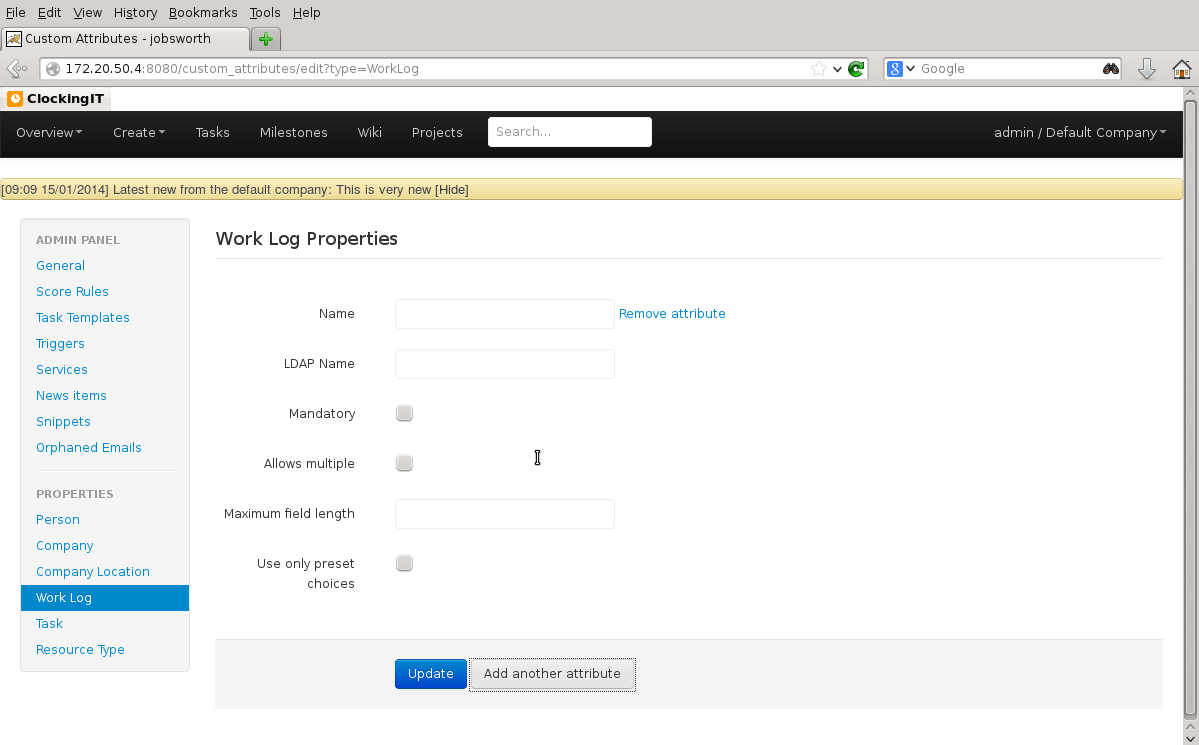 File Edit View History Bookmarks Tools Help
Custom Attributes - jobsworth
172.20.50.4:8080/custom_attributes/edit?type=WorkLog
8 Google
ClockingIT
Overview Create Tasks Milestones Wiki Projects Search... admin / Default Company
[09:09 15/01/2014] Latest new from the default company: This is very new [Hide]
ADMIN PANEL
General
Score Rules
Task Templates
Triggers
Services
News items
Snippets
Orphaned Emails
PROPERTIES
Person
Company
Company Location
Work Log
Task
Resource Type
Work Log Properties
Name Remove attribute
LDAP Name
Mandatory
Allows multiple
Maximum field length
Use only preset
choices
Update Add another attribute